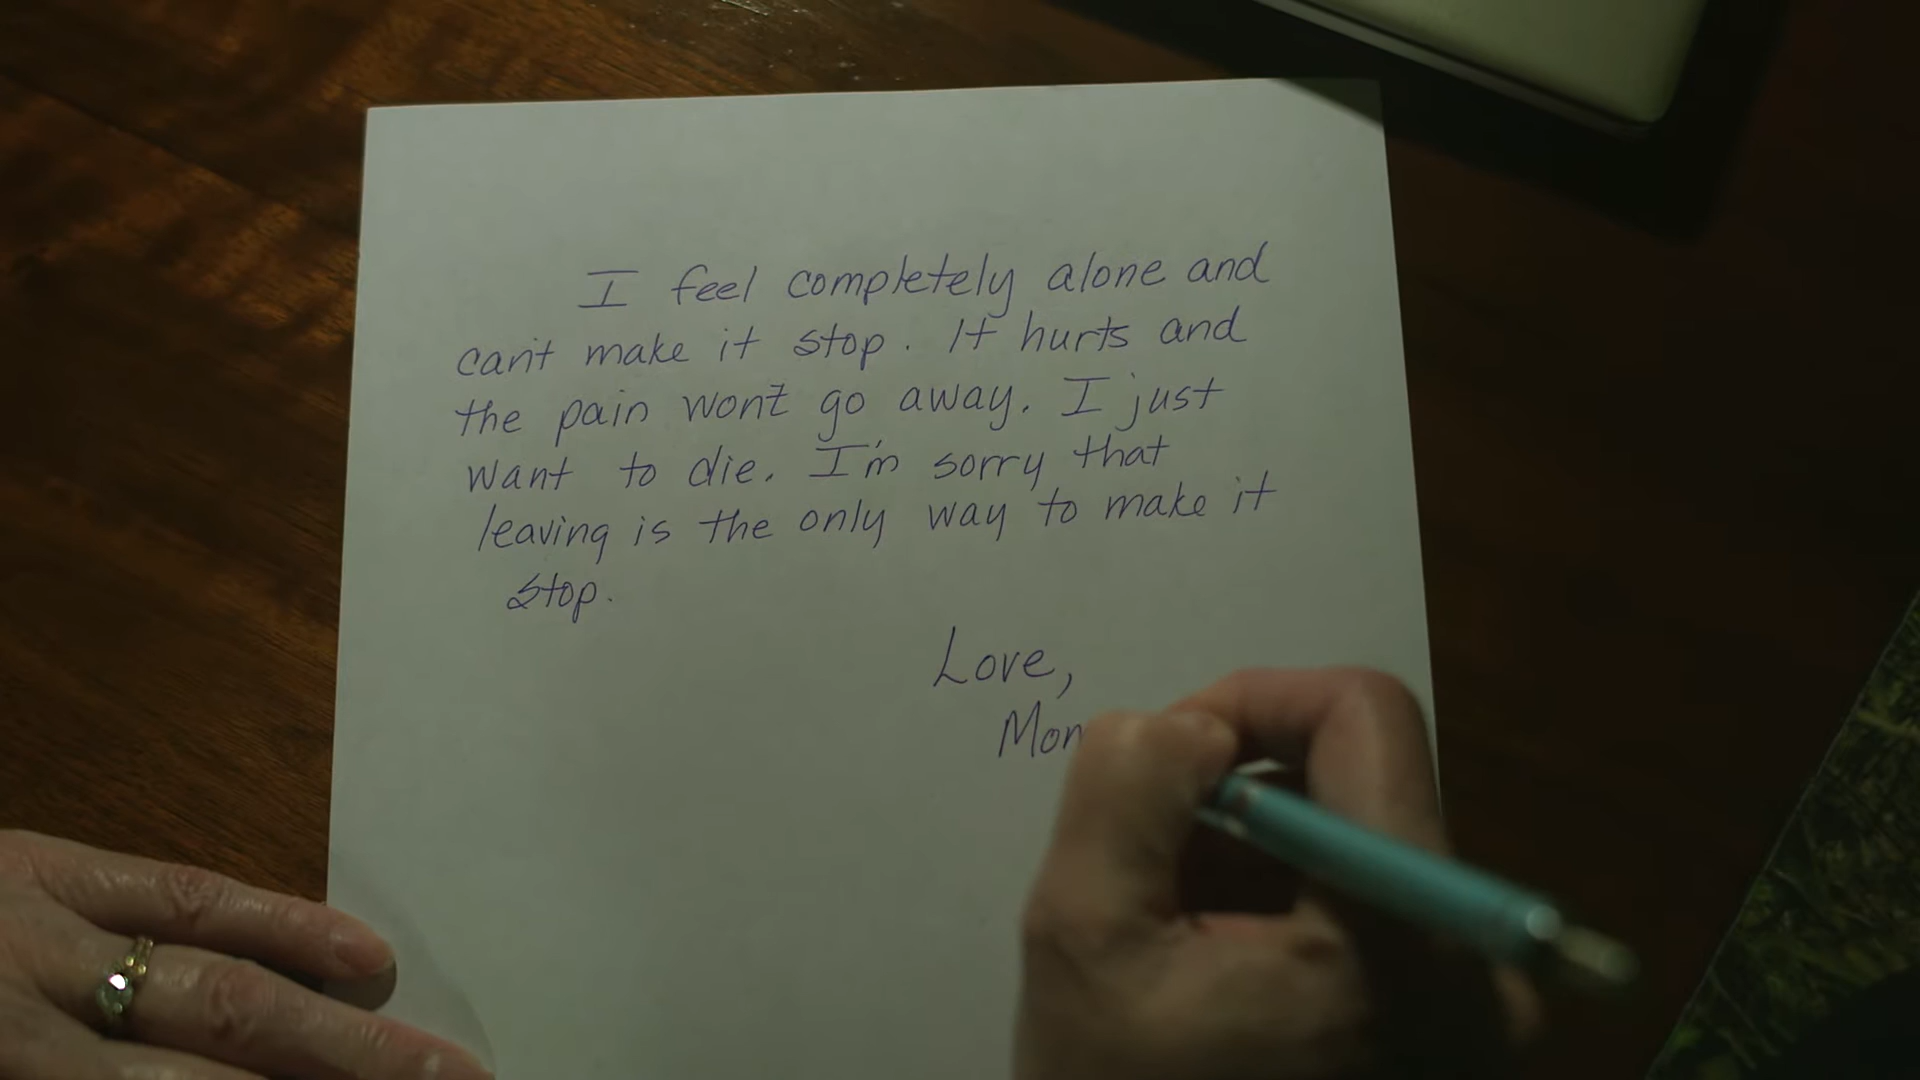 I feel completely alone and
can't make it stop. It hurts and
the pain won't go away. I just
want to die. I'm sorry that
leaving is the only way to make it
stop.
Love,